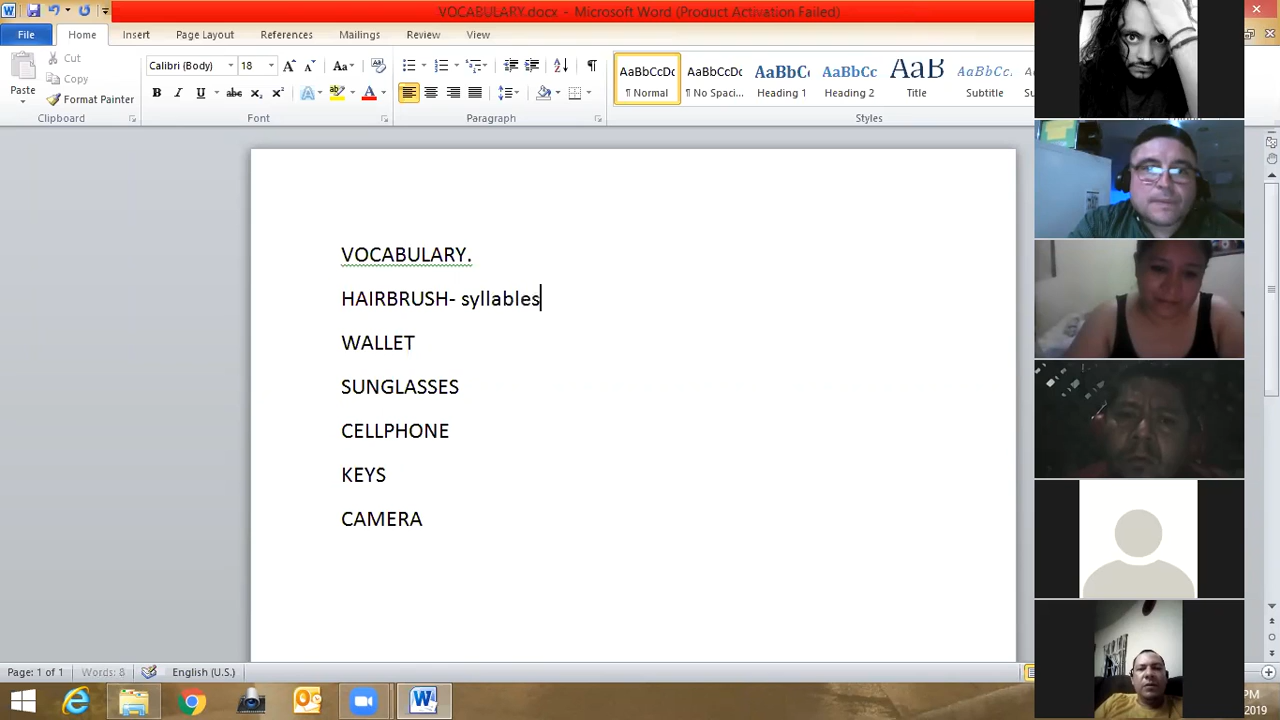 VOCABULARY.docx - Microsoft Word (Product Activation Failed)
File Home Insert Page Layout References Mailings Review View
Cut
Copy
Format Painter
Paste
Clipboard
Calibri (Body) 18
Font
Paragraph
AaBbCcDc AaBbCcDc AaBbC AaBbCc AaB AaBbCcL
¶ Normal ¶ No Spaci... Heading 1 Heading 2 Title Subtitle
Styles
VOCABULARY.
HAIRBRUSH- syllables
WALLET
SUNGLASSES
CELLPHONE
KEYS
CAMERA
Page: 1 of 1 Words: 8 English (U.S.)
PM
2019